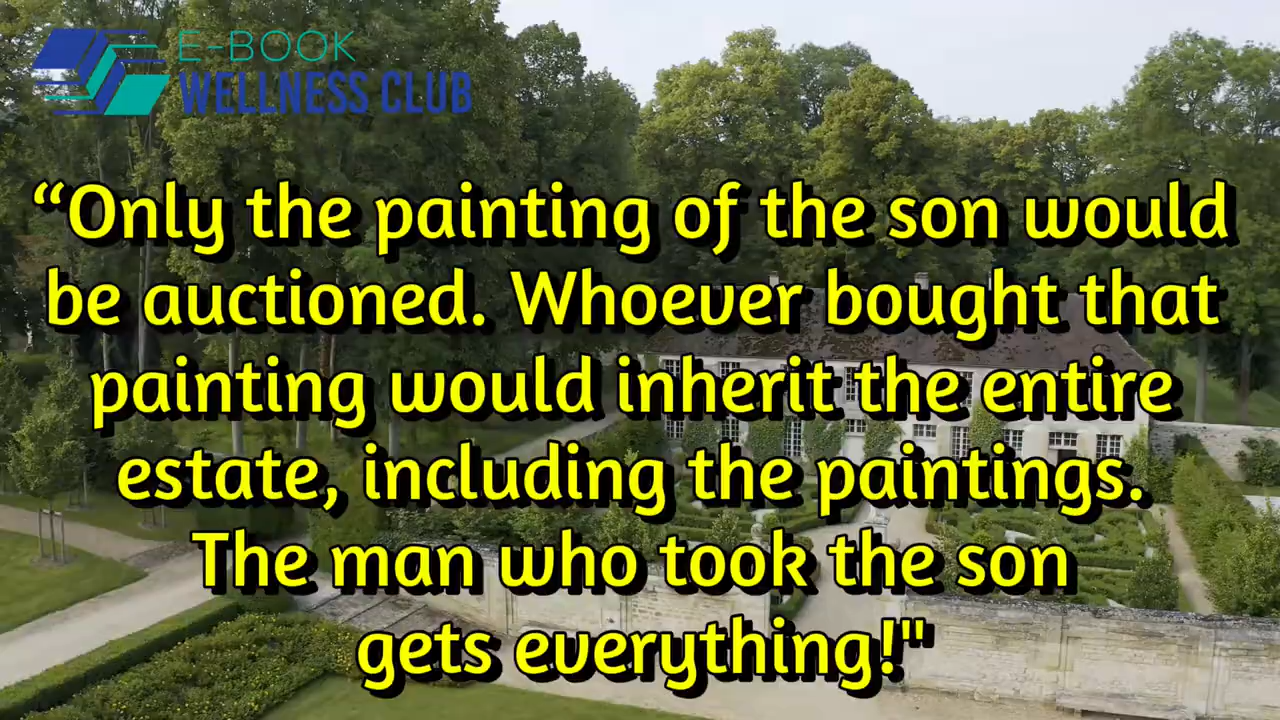 E-BOOK
WELLNESS CLUB
“Only the painting of the son would
be auctioned. Whoever bought that
painting would inherit the entire
estate, including the paintings.
The man who took the son
gets everything!"